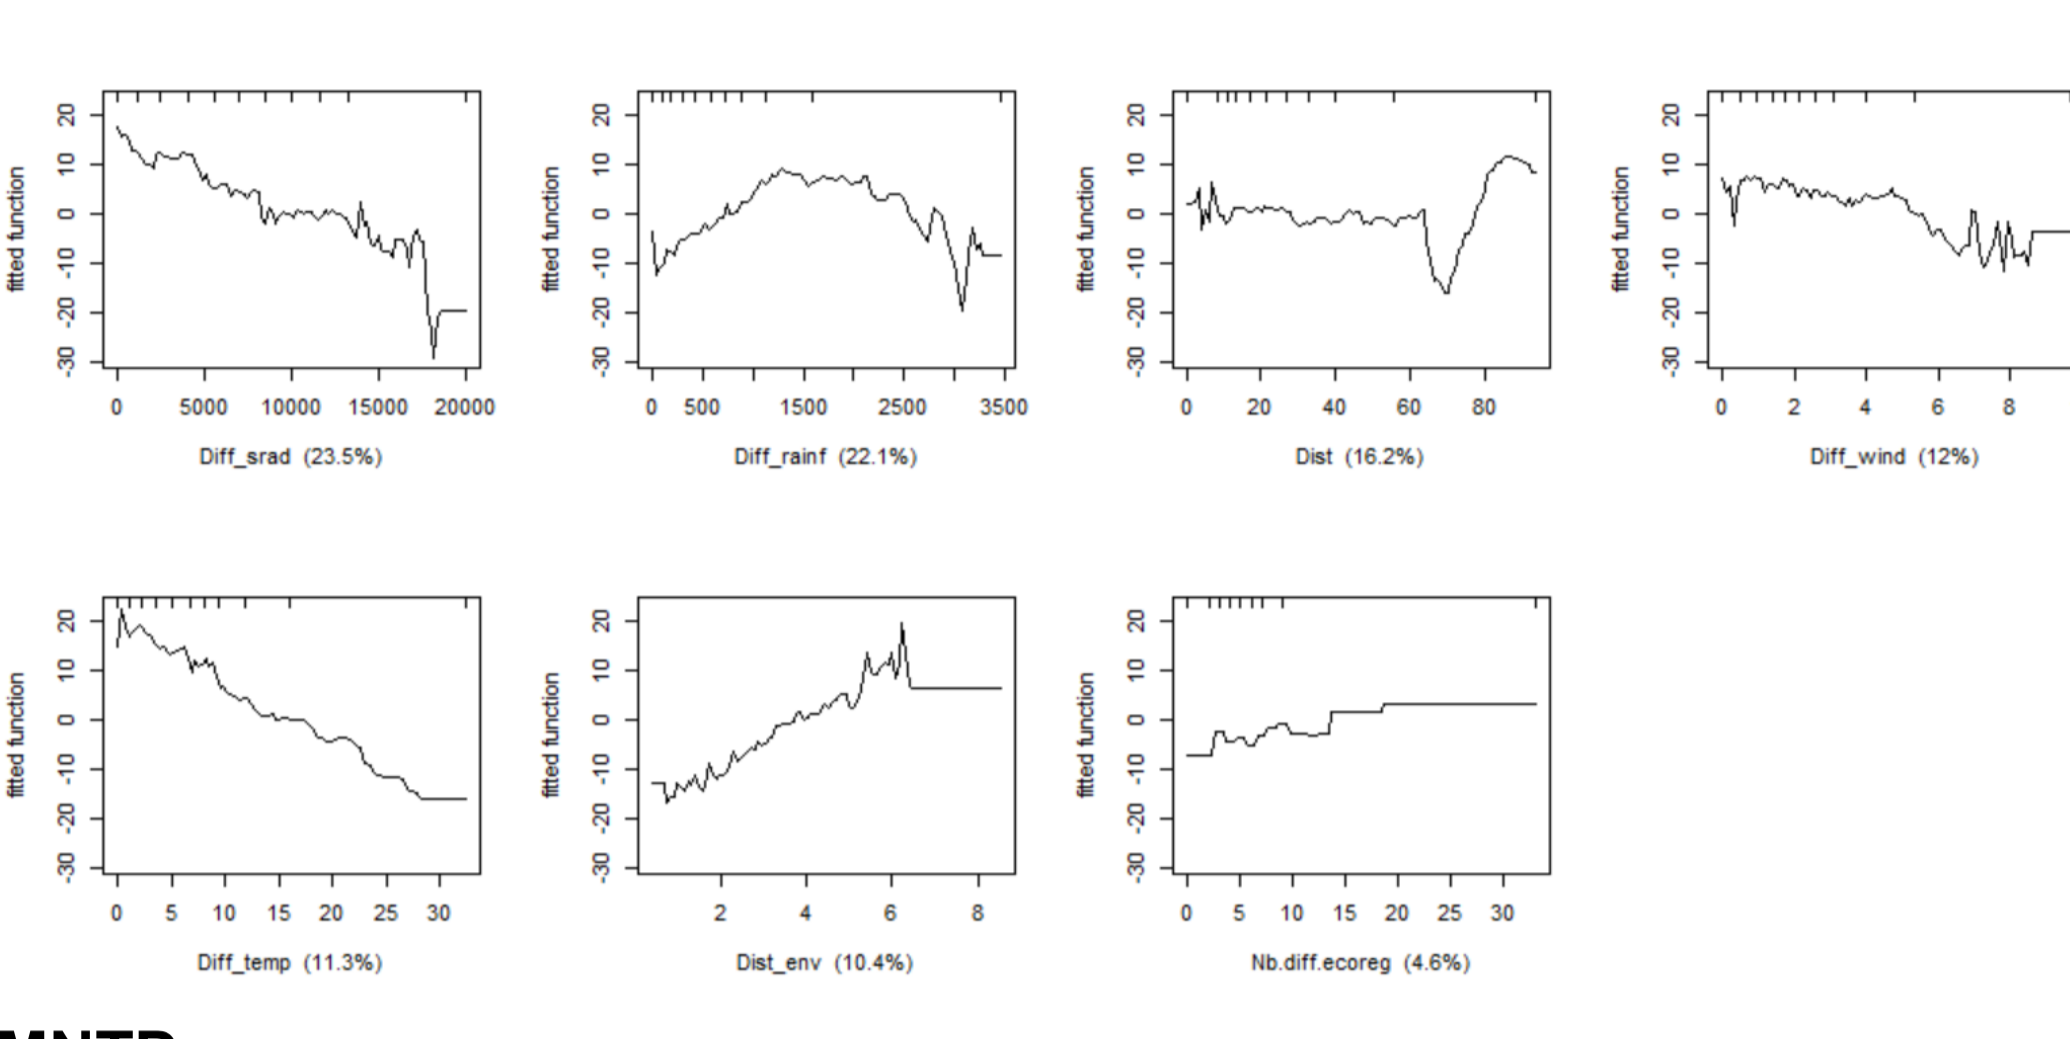 20 10 0 -10 -20 -30
fitted function
0 5000 10000 15000 20000
Diff_srad (23.5%)
20 10 0 -10 -20 -30
fitted function
0 500 1500 2500 3500
Diff_rainf (22.1%)
20 10 0 -10 -20 -30
fitted function
0 20 40 60 80
Dist (16.2%)
20 10 0 -10 -20 -30
fitted function
0 2 4 6 8
Diff_wind (12%)
20 10 0 -10 -20 -30
fitted function
0 5 10 15 20 25 30
Diff_temp (11.3%)
20 10 0 -10 -20 -30
fitted function
2 4 6 8
Dist_env (10.4%)
20 10 0 -10 -20 -30
fitted function
0 5 10 15 20 25 30
Nb.diff.ecoreg (4.6%)